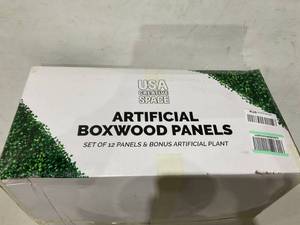 USA
CREATIVE
SPACE
ARTIFICIAL
BOXWOOD PANELS
SET OF 12 PANELS & BONUS ARTIFICIAL PLANT